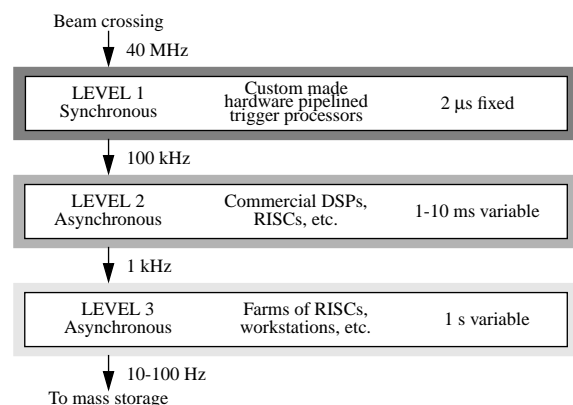 Beam crossing
40 MHz
LEVEL 1
Synchronous
Custom made
hardware pipelined
trigger processors
2 μs fixed
100 kHz
LEVEL 2
Asynchronous
Commercial DSPs,
RISCs, etc.
1-10 ms variable
1 kHz
LEVEL 3
Asynchronous
Farms of RISCs,
workstations, etc.
1 s variable
10-100 Hz
To mass storage